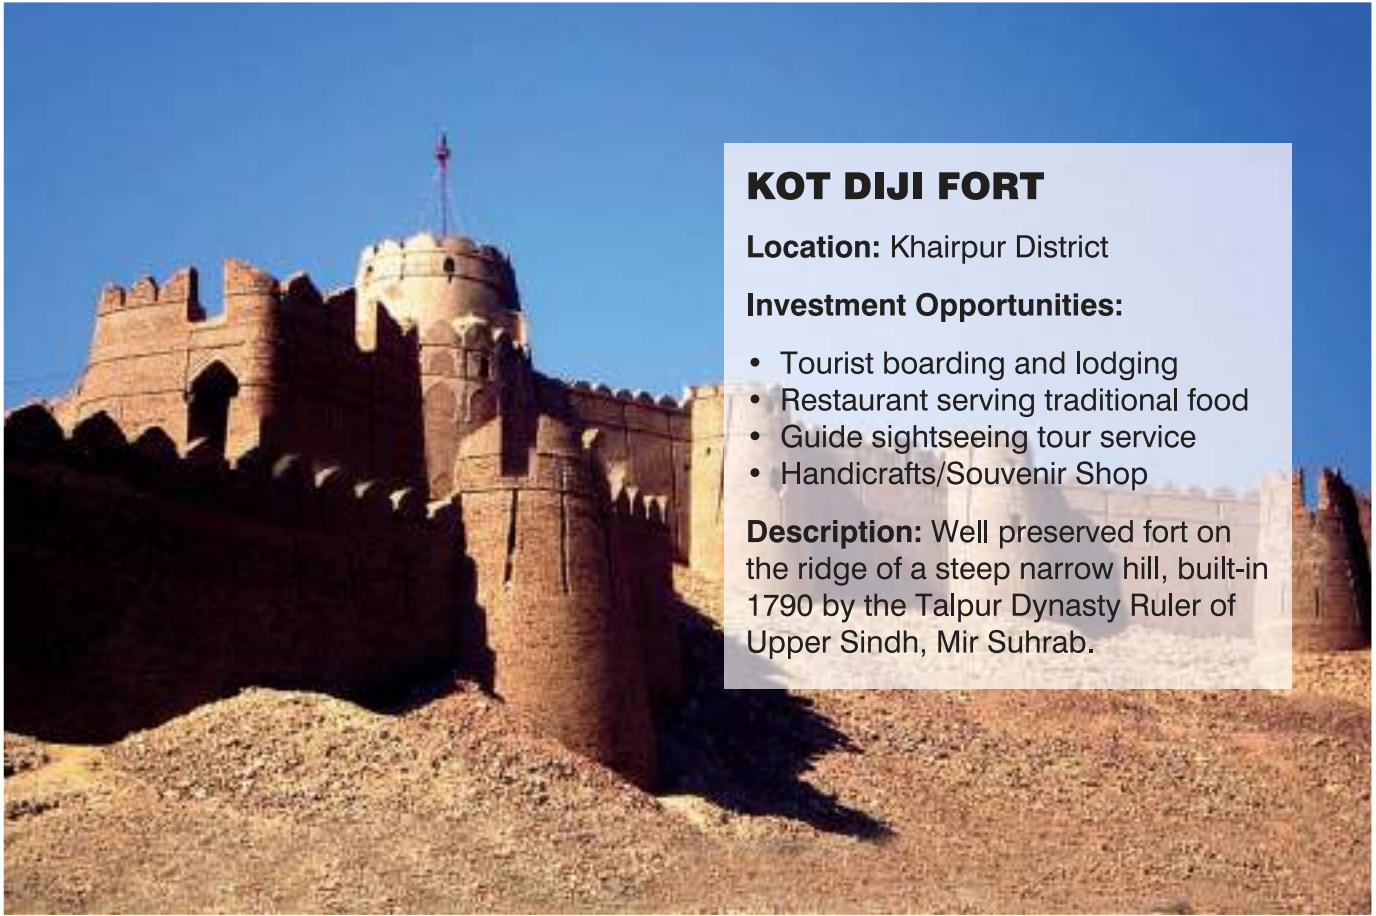 KOT DIJI FORT
Location: Khairpur District
Investment Opportunities:
• Tourist boarding and lodging
• Restaurant serving traditional food
• Guide sightseeing tour service
• Handicrafts/Souvenir Shop
Description: Well preserved fort on
the ridge of a steep narrow hill, built-in
1790 by the Talpur Dynasty Ruler of
Upper Sindh, Mir Suhrab.